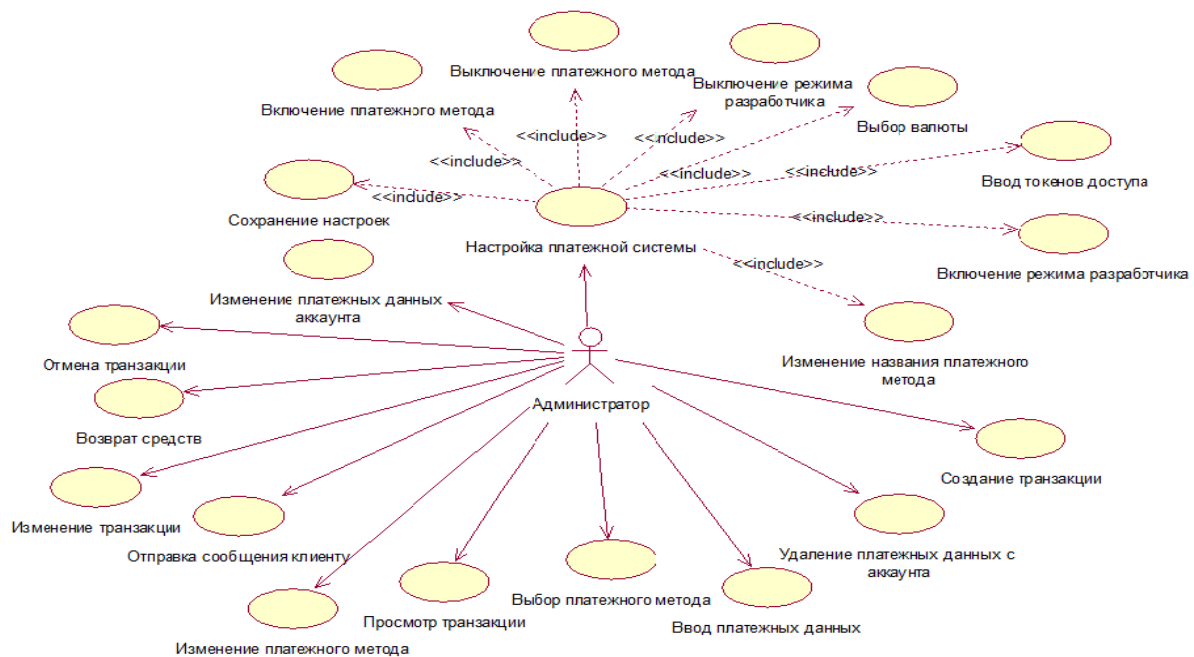 Выключение платежного метода
Выключение режима
разработчика
Включение платежного метода
Выбор валюты
<<include>>
<<include>>
<<include>>
<<include>>
<<include>>
Ввод токенов доступа
<<include>>
<<include>>
Сохранение настроек
Настройка платежной системы
<<include>>
Включение режима разработчика
Изменение платежных данных
аккаунта
Отмена транзакции
Изменение названия платежного
метода
Администратор
Возврат средств
Создание транзакции
Изменение транзакции
Отправка сообщения клиенту
Удаление платежных данных с
аккаунта
Выбор платежного метода
Просмотр транзакции
Ввод платежных данных
Изменение платежного метода